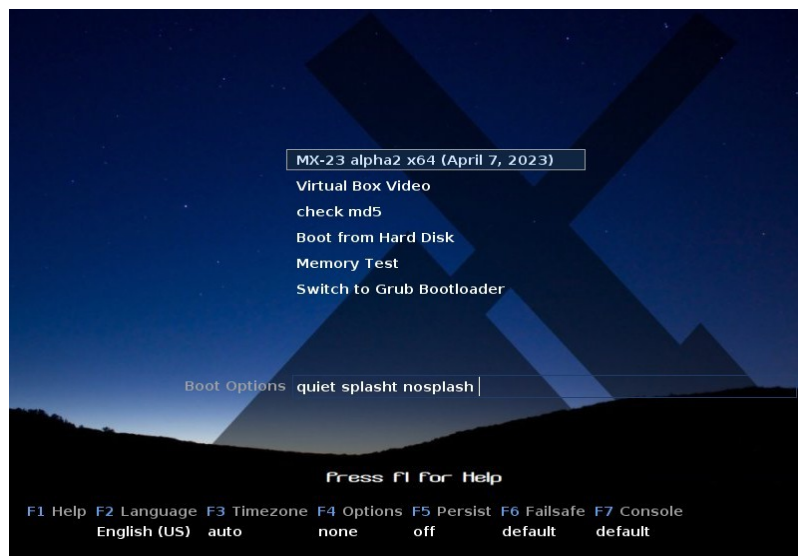 MX-23 alpha2 x64 (April 7, 2023)
Virtual Box Video
check md5
Boot from Hard Disk
Memory Test
Switch to Grub Bootloader
Boot Options quiet splasht nosplash
Press F1 for Help
F1 Help F2 Language F3 Timezone F4 Options F5 Persist F6 Failsafe F7 Console
English (US) auto none off default default